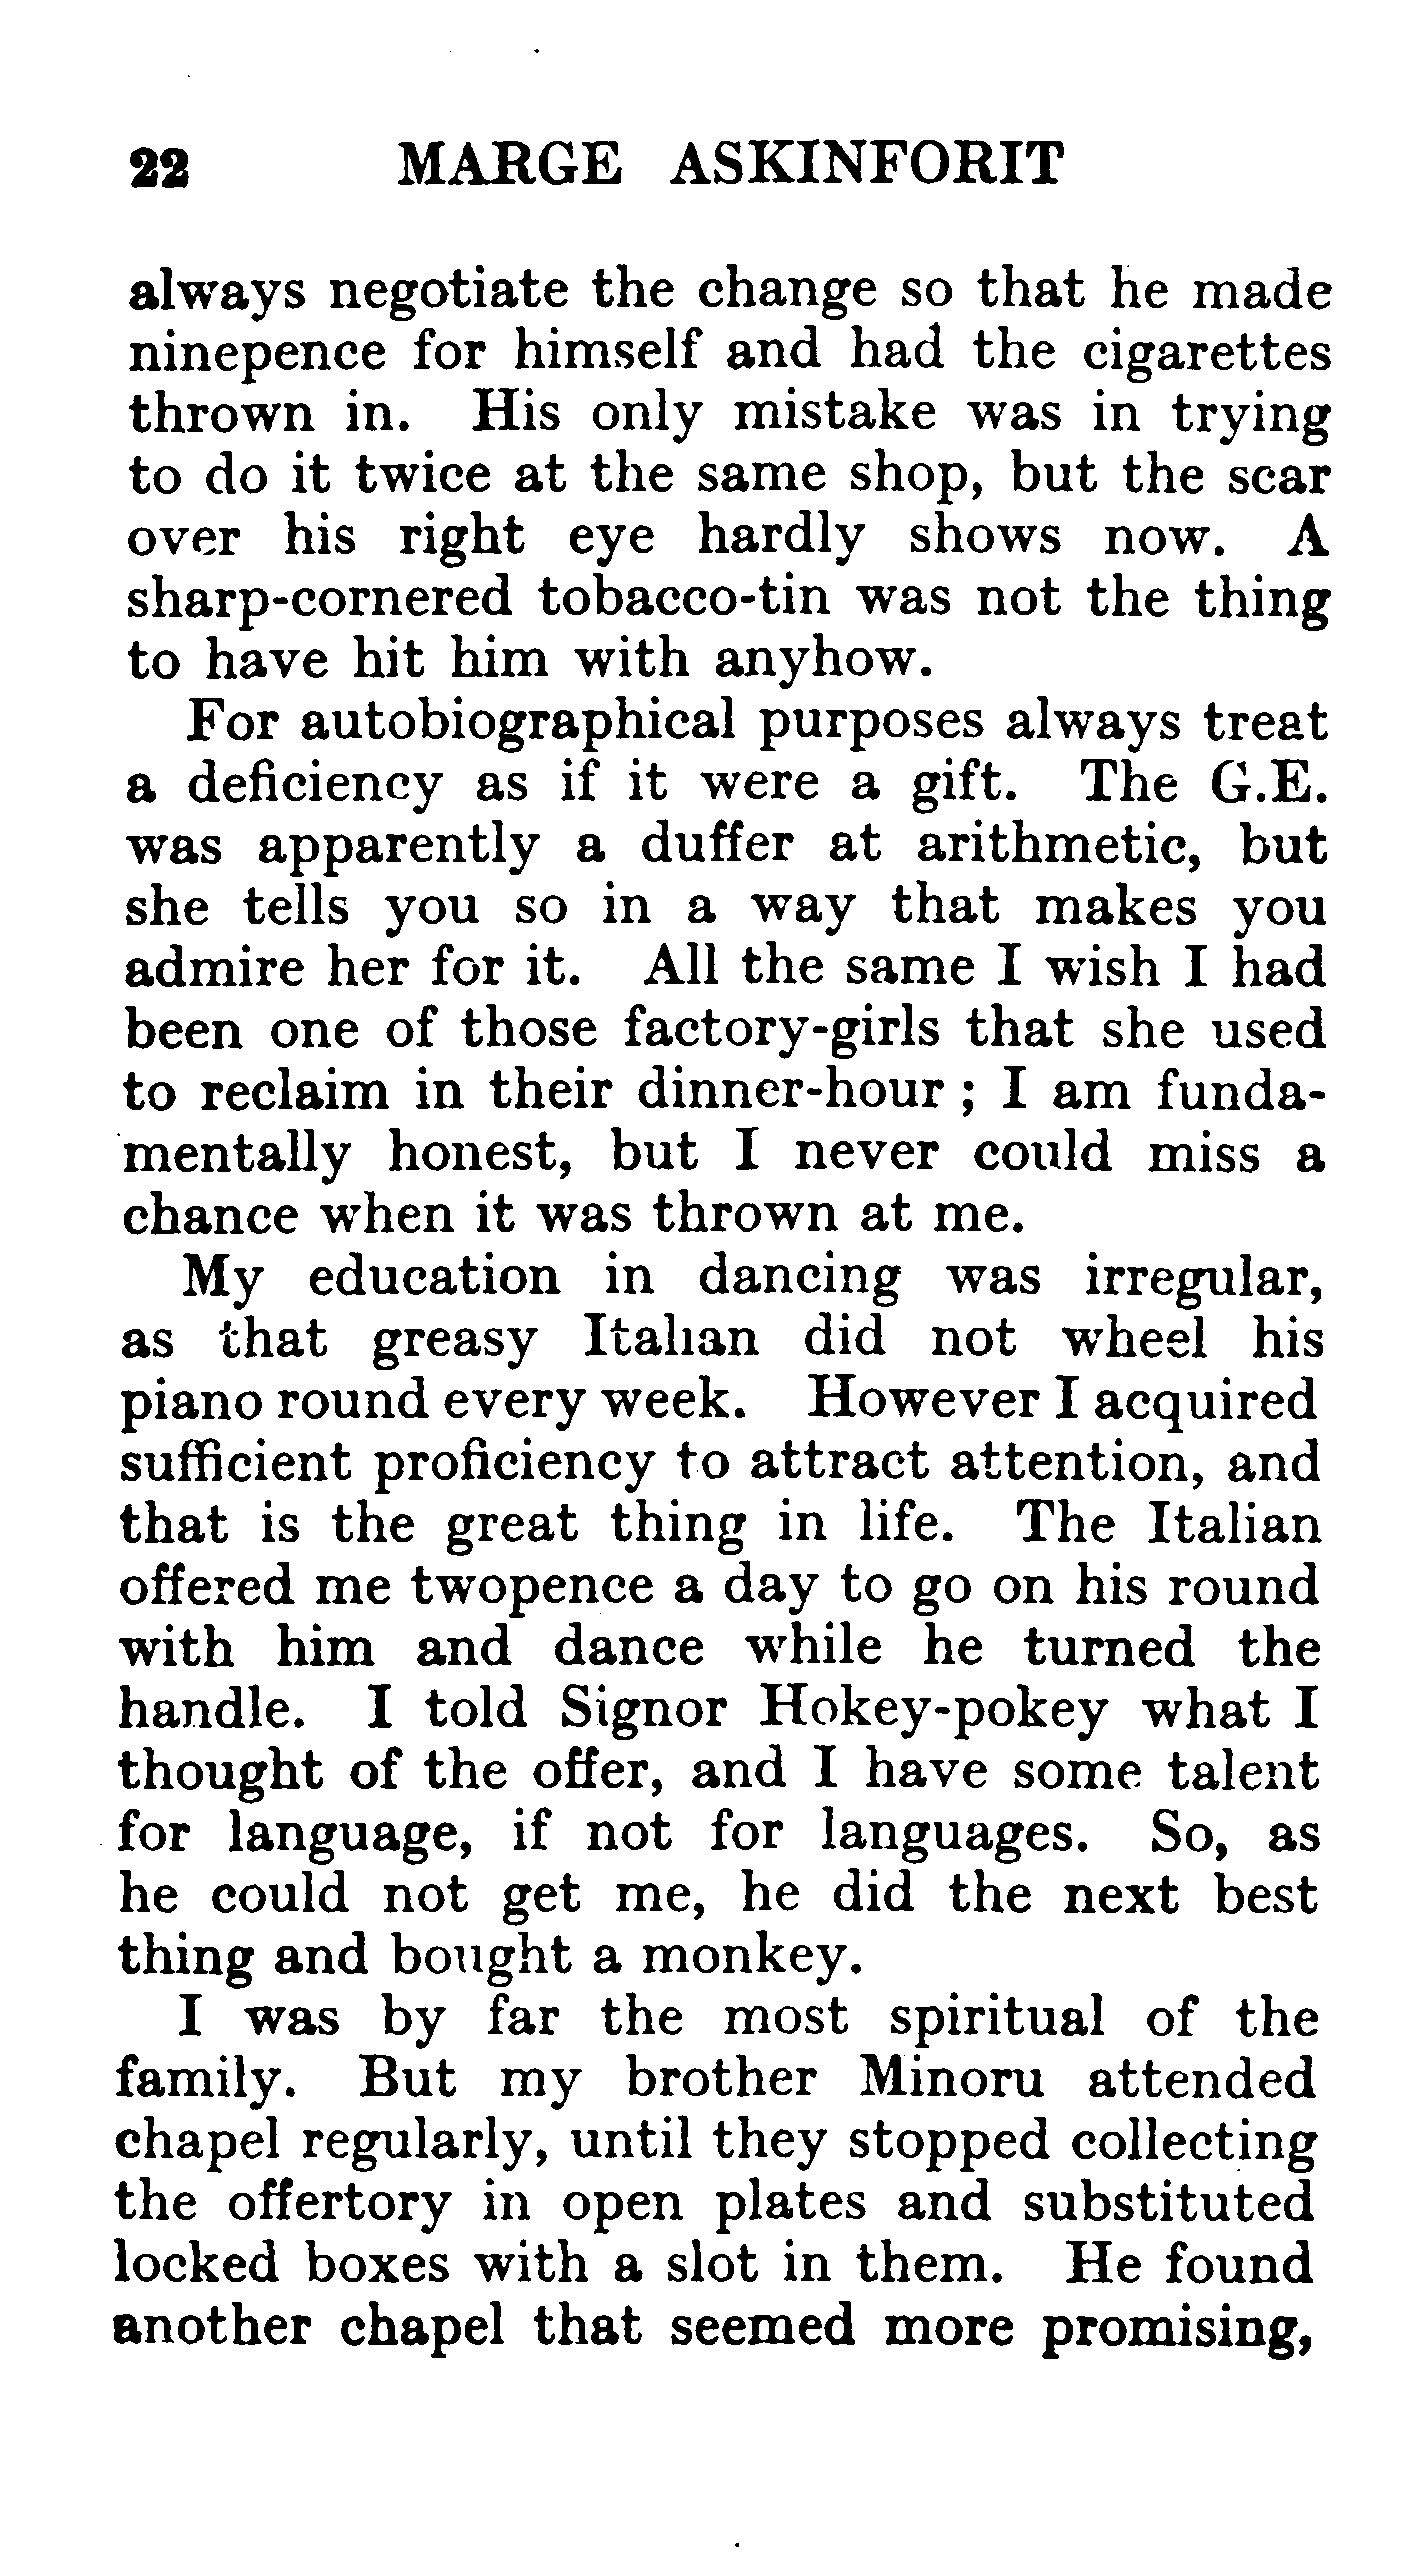 22 MARGE ASKINFORIT
always negotiate the change so that he made
ninepence for himself and had the cigarettes
thrown in. His only mistake was in trying
to do it twice at the same shop, but the scar
over his right eye hardly shows now. A
sharp-cornered tobacco-tin was not the thing
to have hit him with anyhow.
For autobiographical purposes always treat
a deficiency as if it were a gift. The G.E.
was apparently a duffer at arithmetic, but
she tells you so in a way that makes you
admire her for it. All the same I wish I had
been one of those factory-girls that she used
to reclaim in their dinner-hour ; I am funda-
mentally honest, but I never could miss a
chance when it was thrown at me.
My education in dancing was irregular,
as that greasy Italian did not wheel his
piano round every week. However I acquired
sufficient proficiency to attract attention, and
that is the great thing in life. The Italian
offered me twopence a day to go on his round
with him and dance while he turned the
handle. I told Signor Hokey-pokey what I
thought of the offer, and I have some talent
for language, if not for languages. So, as
he could not get me, he did the next best
thing and bought a monkey.
I was by far the most spiritual of the
family. But my brother Minoru attended
chapel regularly, until they stopped collecting
the offertory in open plates and substituted
locked boxes with a slot in them. He found
another chapel that seemed more promising,